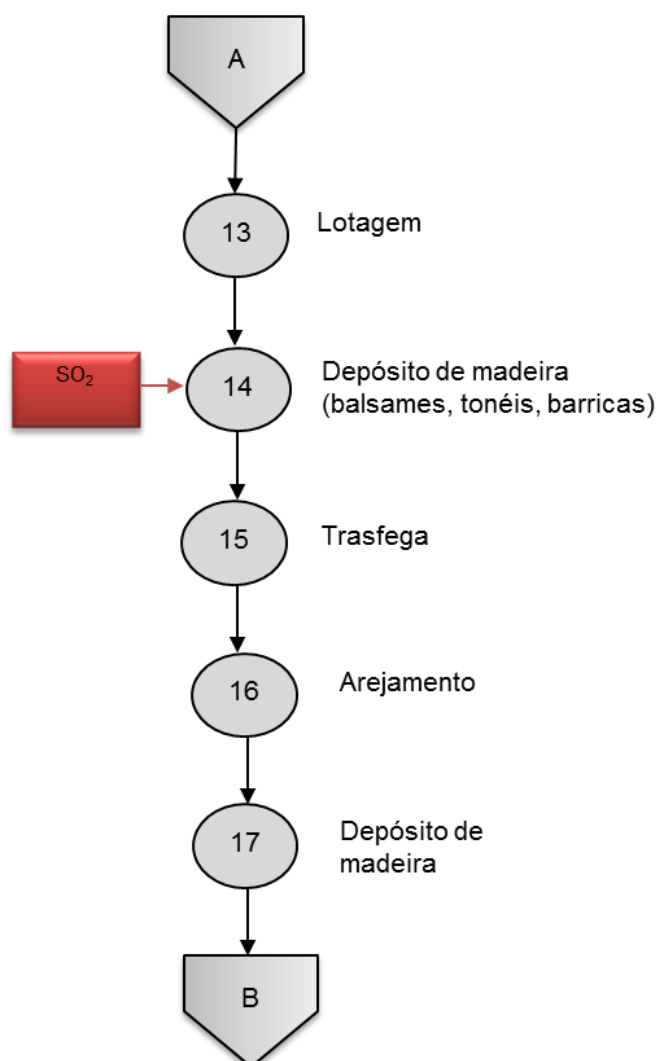 A
13
Lotagem
SO₂
14
Depósito de madeira
(balsames, tonéis, barricas)
15
Trasfega
16
Arejamento
17
Depósito de
madeira
B